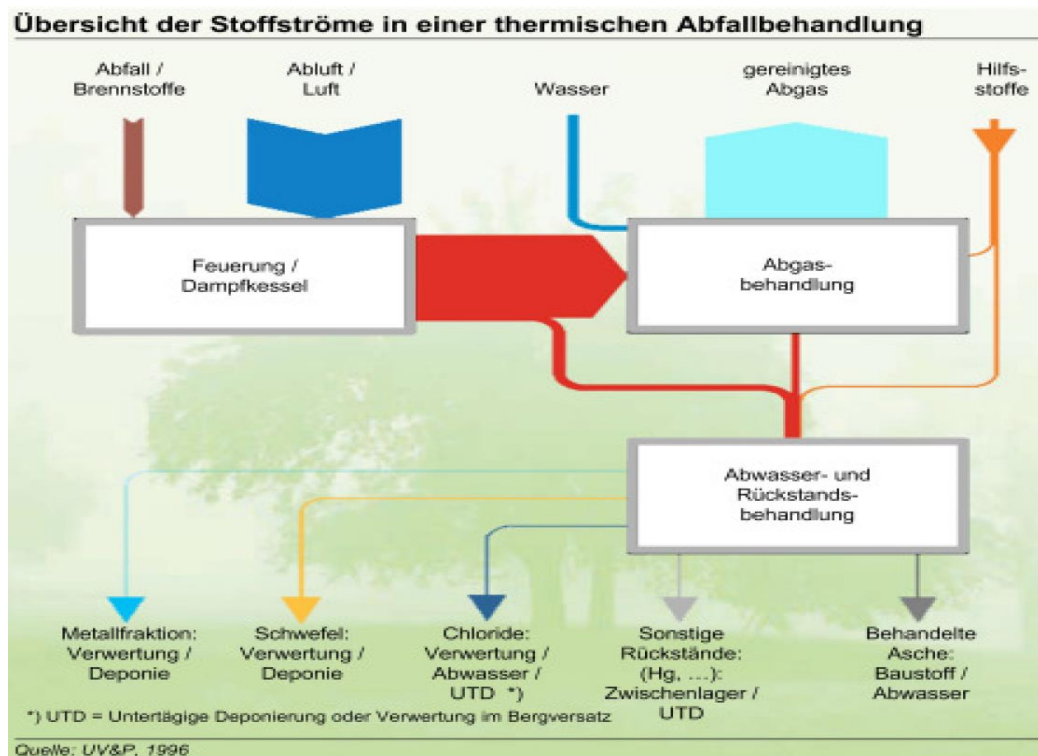 Übersicht der Stoffströme in einer thermischen Abfallbehandlung
Abfall /
Brennstoffe
Abluft /
Luft
Wasser
gereinigtes
Abgas
Hilfs-
stoffe
Feuerung /
Dampfkessel
Abgas-
behandlung
Abwasser- und
Rückstands-
behandlung
Metallfraktion:
Verwertung /
Deponie
Schwefel:
Verwertung /
Deponie
Chloride:
Verwertung /
Abwasser /
UTD *)
Sonstige
Rückstände:
(Hg, ...):
Zwischenlager /
UTD
Behandelte
Asche:
Baustoff /
Abwasser
*) UTD = Untertägige Deponierung oder Verwertung im Bergversatz
Quelle: UV&P, 1996